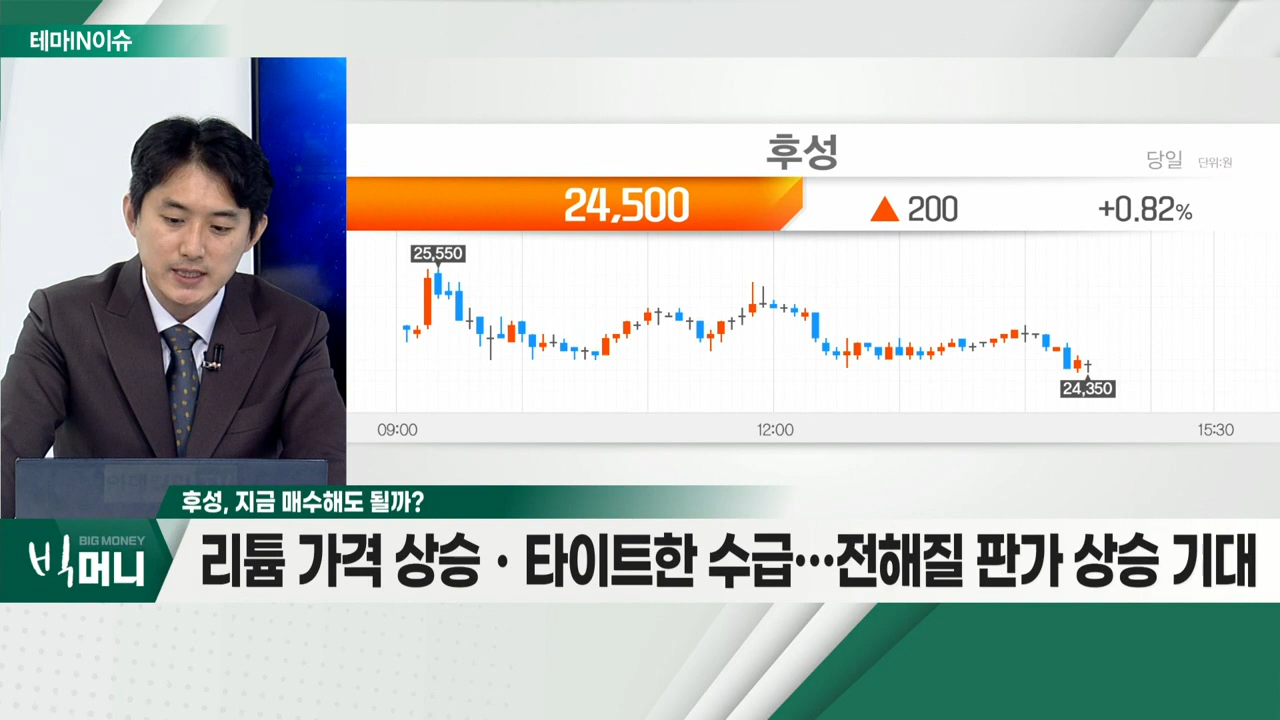 테마IN이슈
후성
당일 단위:원
24,500 ▲ 200 +0.82%
25,550
24,350
09:00 12:00 15:30
후성, 지금 매수해도 될까?
BIG MONEY
빅머니
리튬 가격 상승·타이트한 수급…전해질 판가 상승 기대